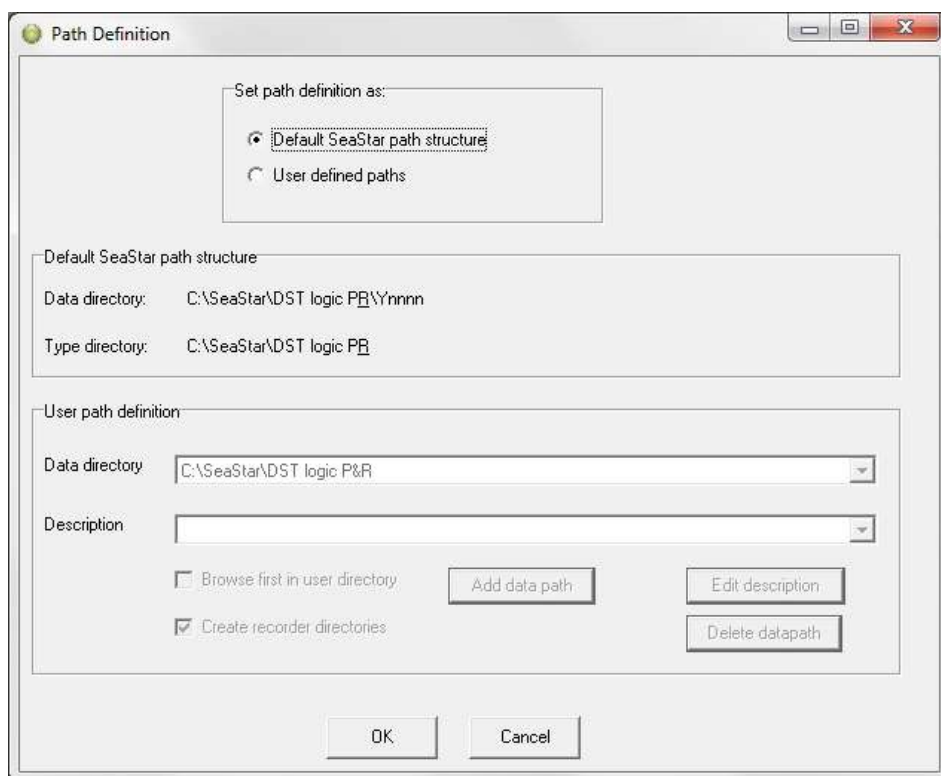 Path Definition
Set path definition as:
Default SeaStar path structure
User defined paths
Default SeaStar path structure
Data directory: C:\SeaStar\DST logic PR\Ynnnn
Type directory: C:\SeaStar\DST logic PR
User path definition
Data directory C:\SeaStar\DST logic P&R
Description
Browse first in user directory Add data path Edit description
Create recorder directories Delete datapath
OK Cancel